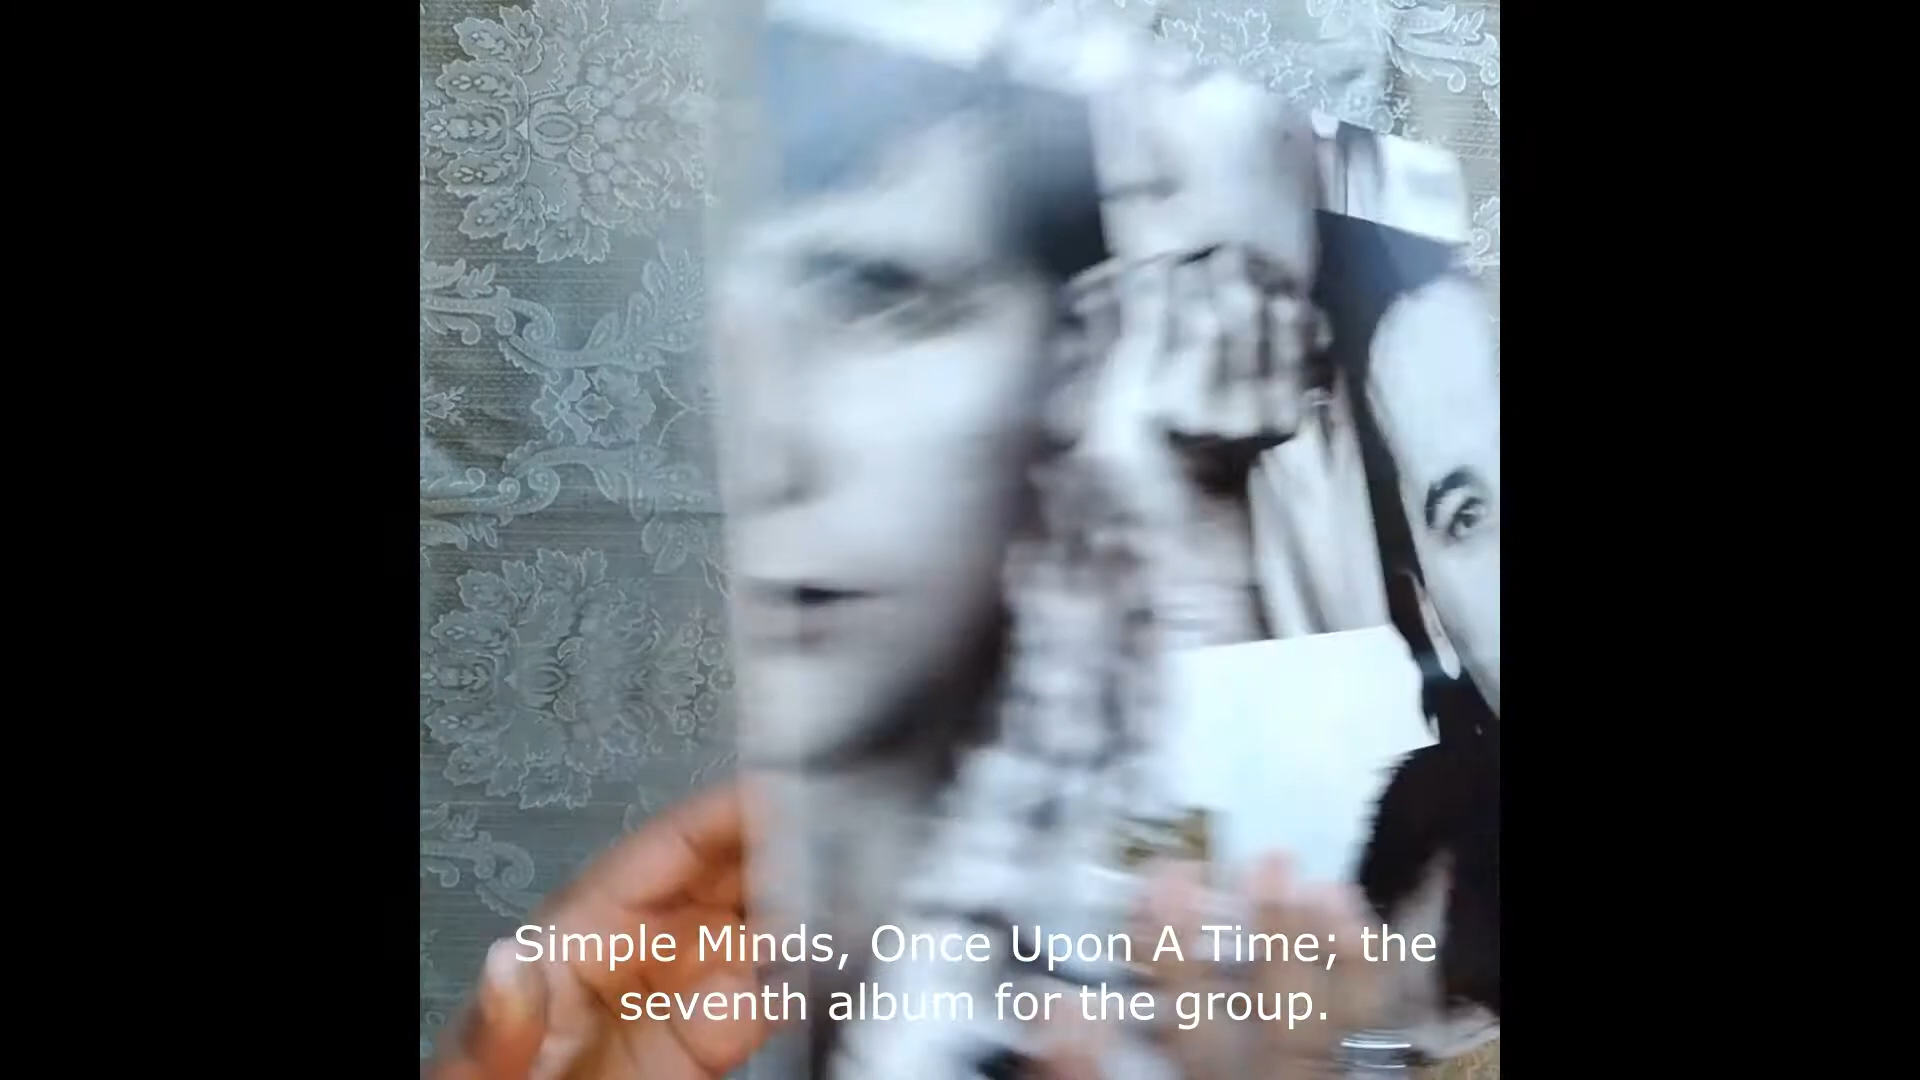 Simple Minds, Once Upon A Time; the
seventh album for the group.